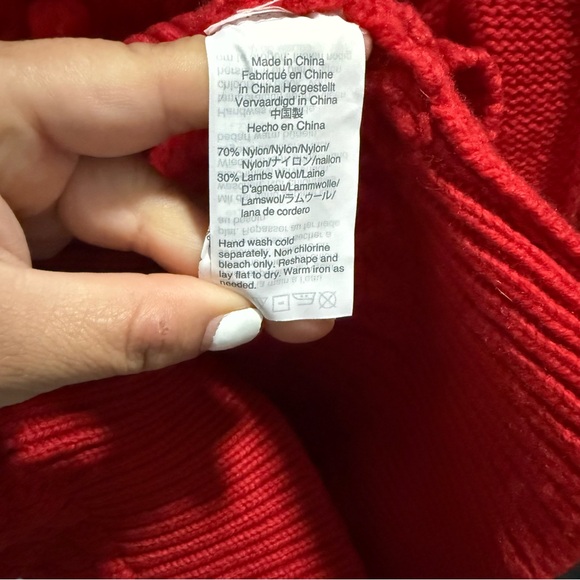 Made in China
Fabriqué en Chine
in China Hergestellt
Vervaardigd in China
中国製
Hecho en China
70% Nylon/Nylon/Nylon/
Nylon/ナイロン/nailon
30% Lambs Wool/Laine
D'agneau/Lammwolle/
Lamswol/ラムウール/
lana de cordero
Hand wash cold
separately. Non chlorine
bleach only. Reshape and
lay flat to dry. Warm iron as
needed.